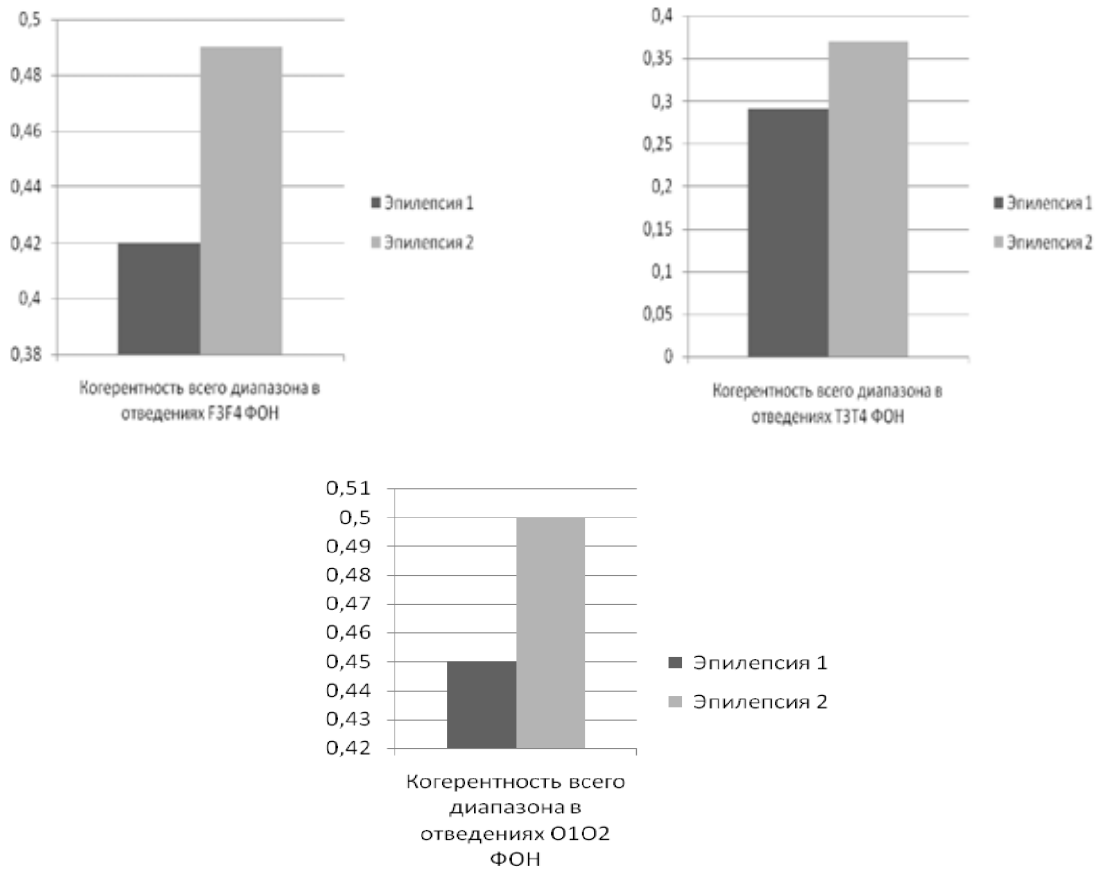 0,5
0,48
0,46
0,44
0,42
0,4
0,38
Эпилепсия 1
Эпилепсия 2
Когерентность всего диапазона в
отведениях F3F4 ФОН
0,4
0,35
0,3
0,25
0,2
0,15
0,1
0,05
0
Эпилепсия 1
Эпилепсия 2
Когерентность всего диапазона в
отведениях T3T4 ФОН
0,51
0,5
0,49
0,48
0,47
0,46
0,45
0,44
0,43
0,42
Эпилепсия 1
Эпилепсия 2
Когерентность всего
диапазона в
отведениях O1O2
ФОН